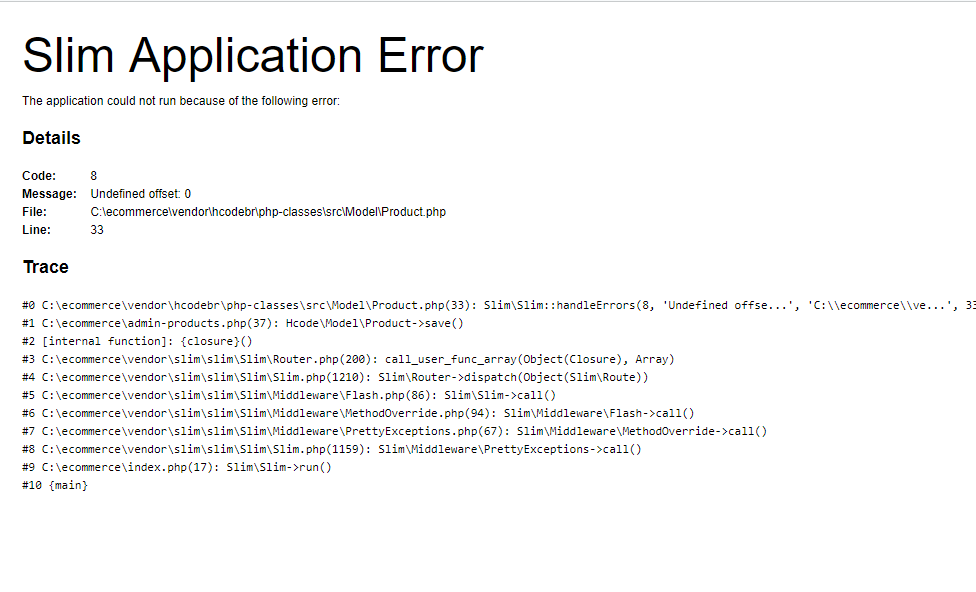 Slim Application Error
The application could not run because of the following error:
Details
Code: 8
Message: Undefined offset: 0
File: C:\ecommerce\vendor\hcodebr\php-classes\src\Model\Product.php
Line: 33
Trace
#0 C:\ecommerce\vendor\hcodebr\php-classes\src\Model\Product.php(33): Slim\Slim::handleErrors(8, 'Undefined offse...', 'C:\\ecommerce\\ve...', 33
#1 C:\ecommerce\admin-products.php(37): Hcode\Model\Product->save()
#2 [internal function]: {closure}()
#3 C:\ecommerce\vendor\slim\slim\Slim\Router.php(200): call_user_func_array(Object(Closure), Array)
#4 C:\ecommerce\vendor\slim\slim\Slim\Slim.php(1210): Slim\Router->dispatch(Object(Slim\Route))
#5 C:\ecommerce\vendor\slim\slim\Slim\Middleware\Flash.php(86): Slim\Slim->call()
#6 C:\ecommerce\vendor\slim\slim\Slim\Middleware\MethodOverride.php(94): Slim\Middleware\Flash->call()
#7 C:\ecommerce\vendor\slim\slim\Slim\Middleware\PrettyExceptions.php(67): Slim\Middleware\MethodOverride->call()
#8 C:\ecommerce\vendor\slim\slim\Slim\Slim.php(1159): Slim\Middleware\PrettyExceptions->call()
#9 C:\ecommerce\index.php(17): Slim\Slim->run()
#10 {main}